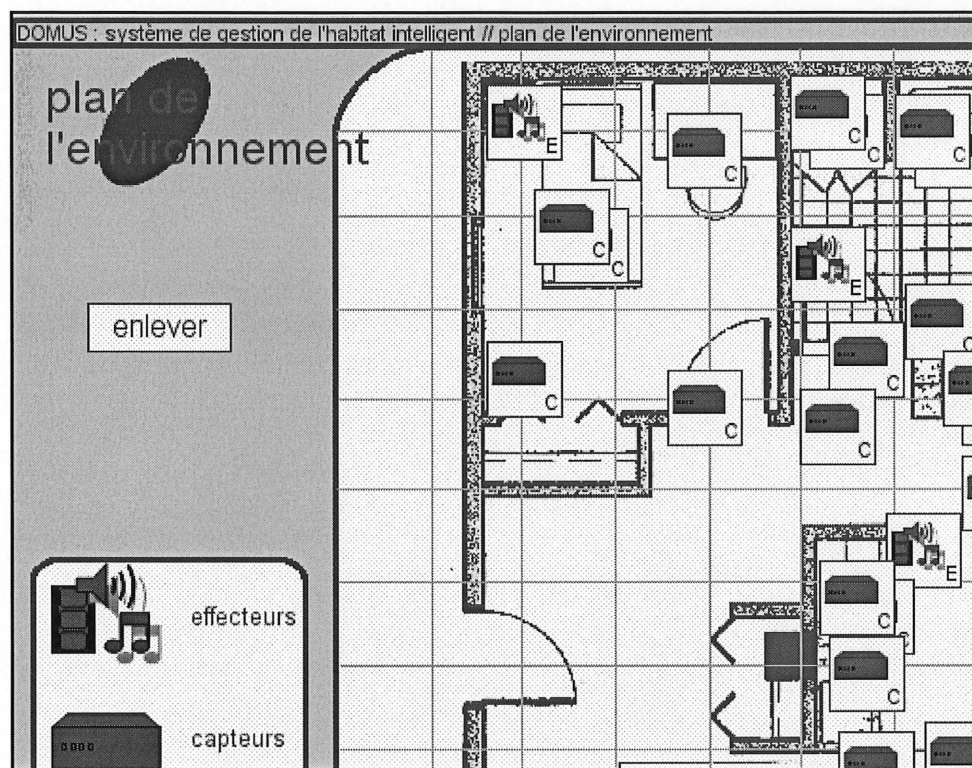 DOMUS : système de gestion de l'habitat intelligent // plan de l'environnement
plan de
l'environnement
E
C
C
C
C
C
C
E
enlever
C
C
C
C
C
C
E
effecteurs
C
C
C
capteurs